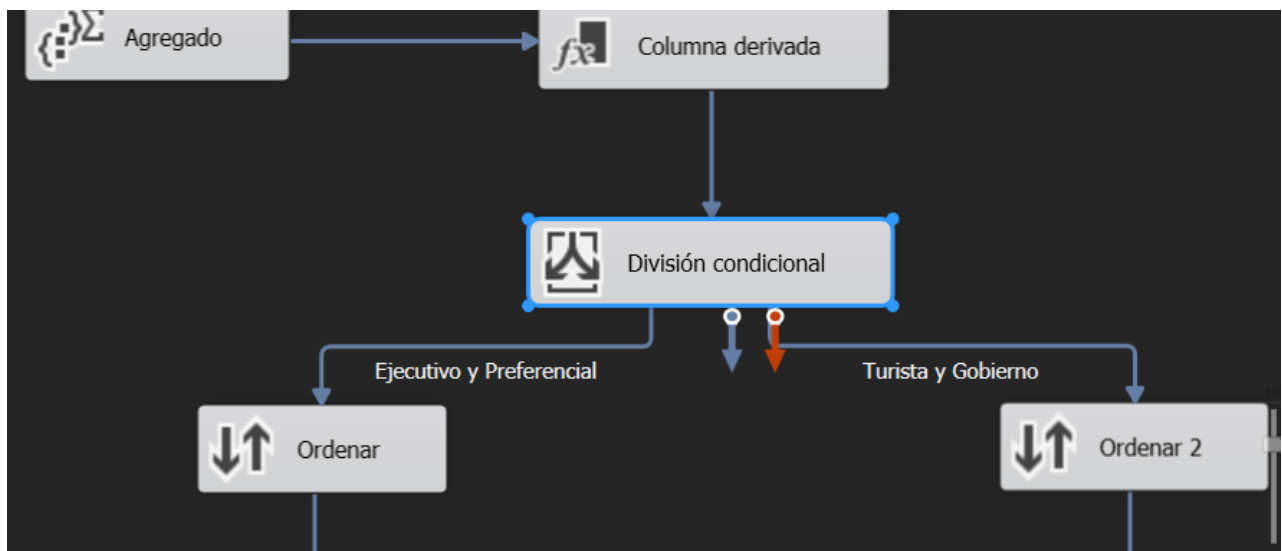 Agregado
Columna derivada
División condicional
Ejecutivo y Preferencial
Turista y Gobierno
Ordenar
Ordenar 2